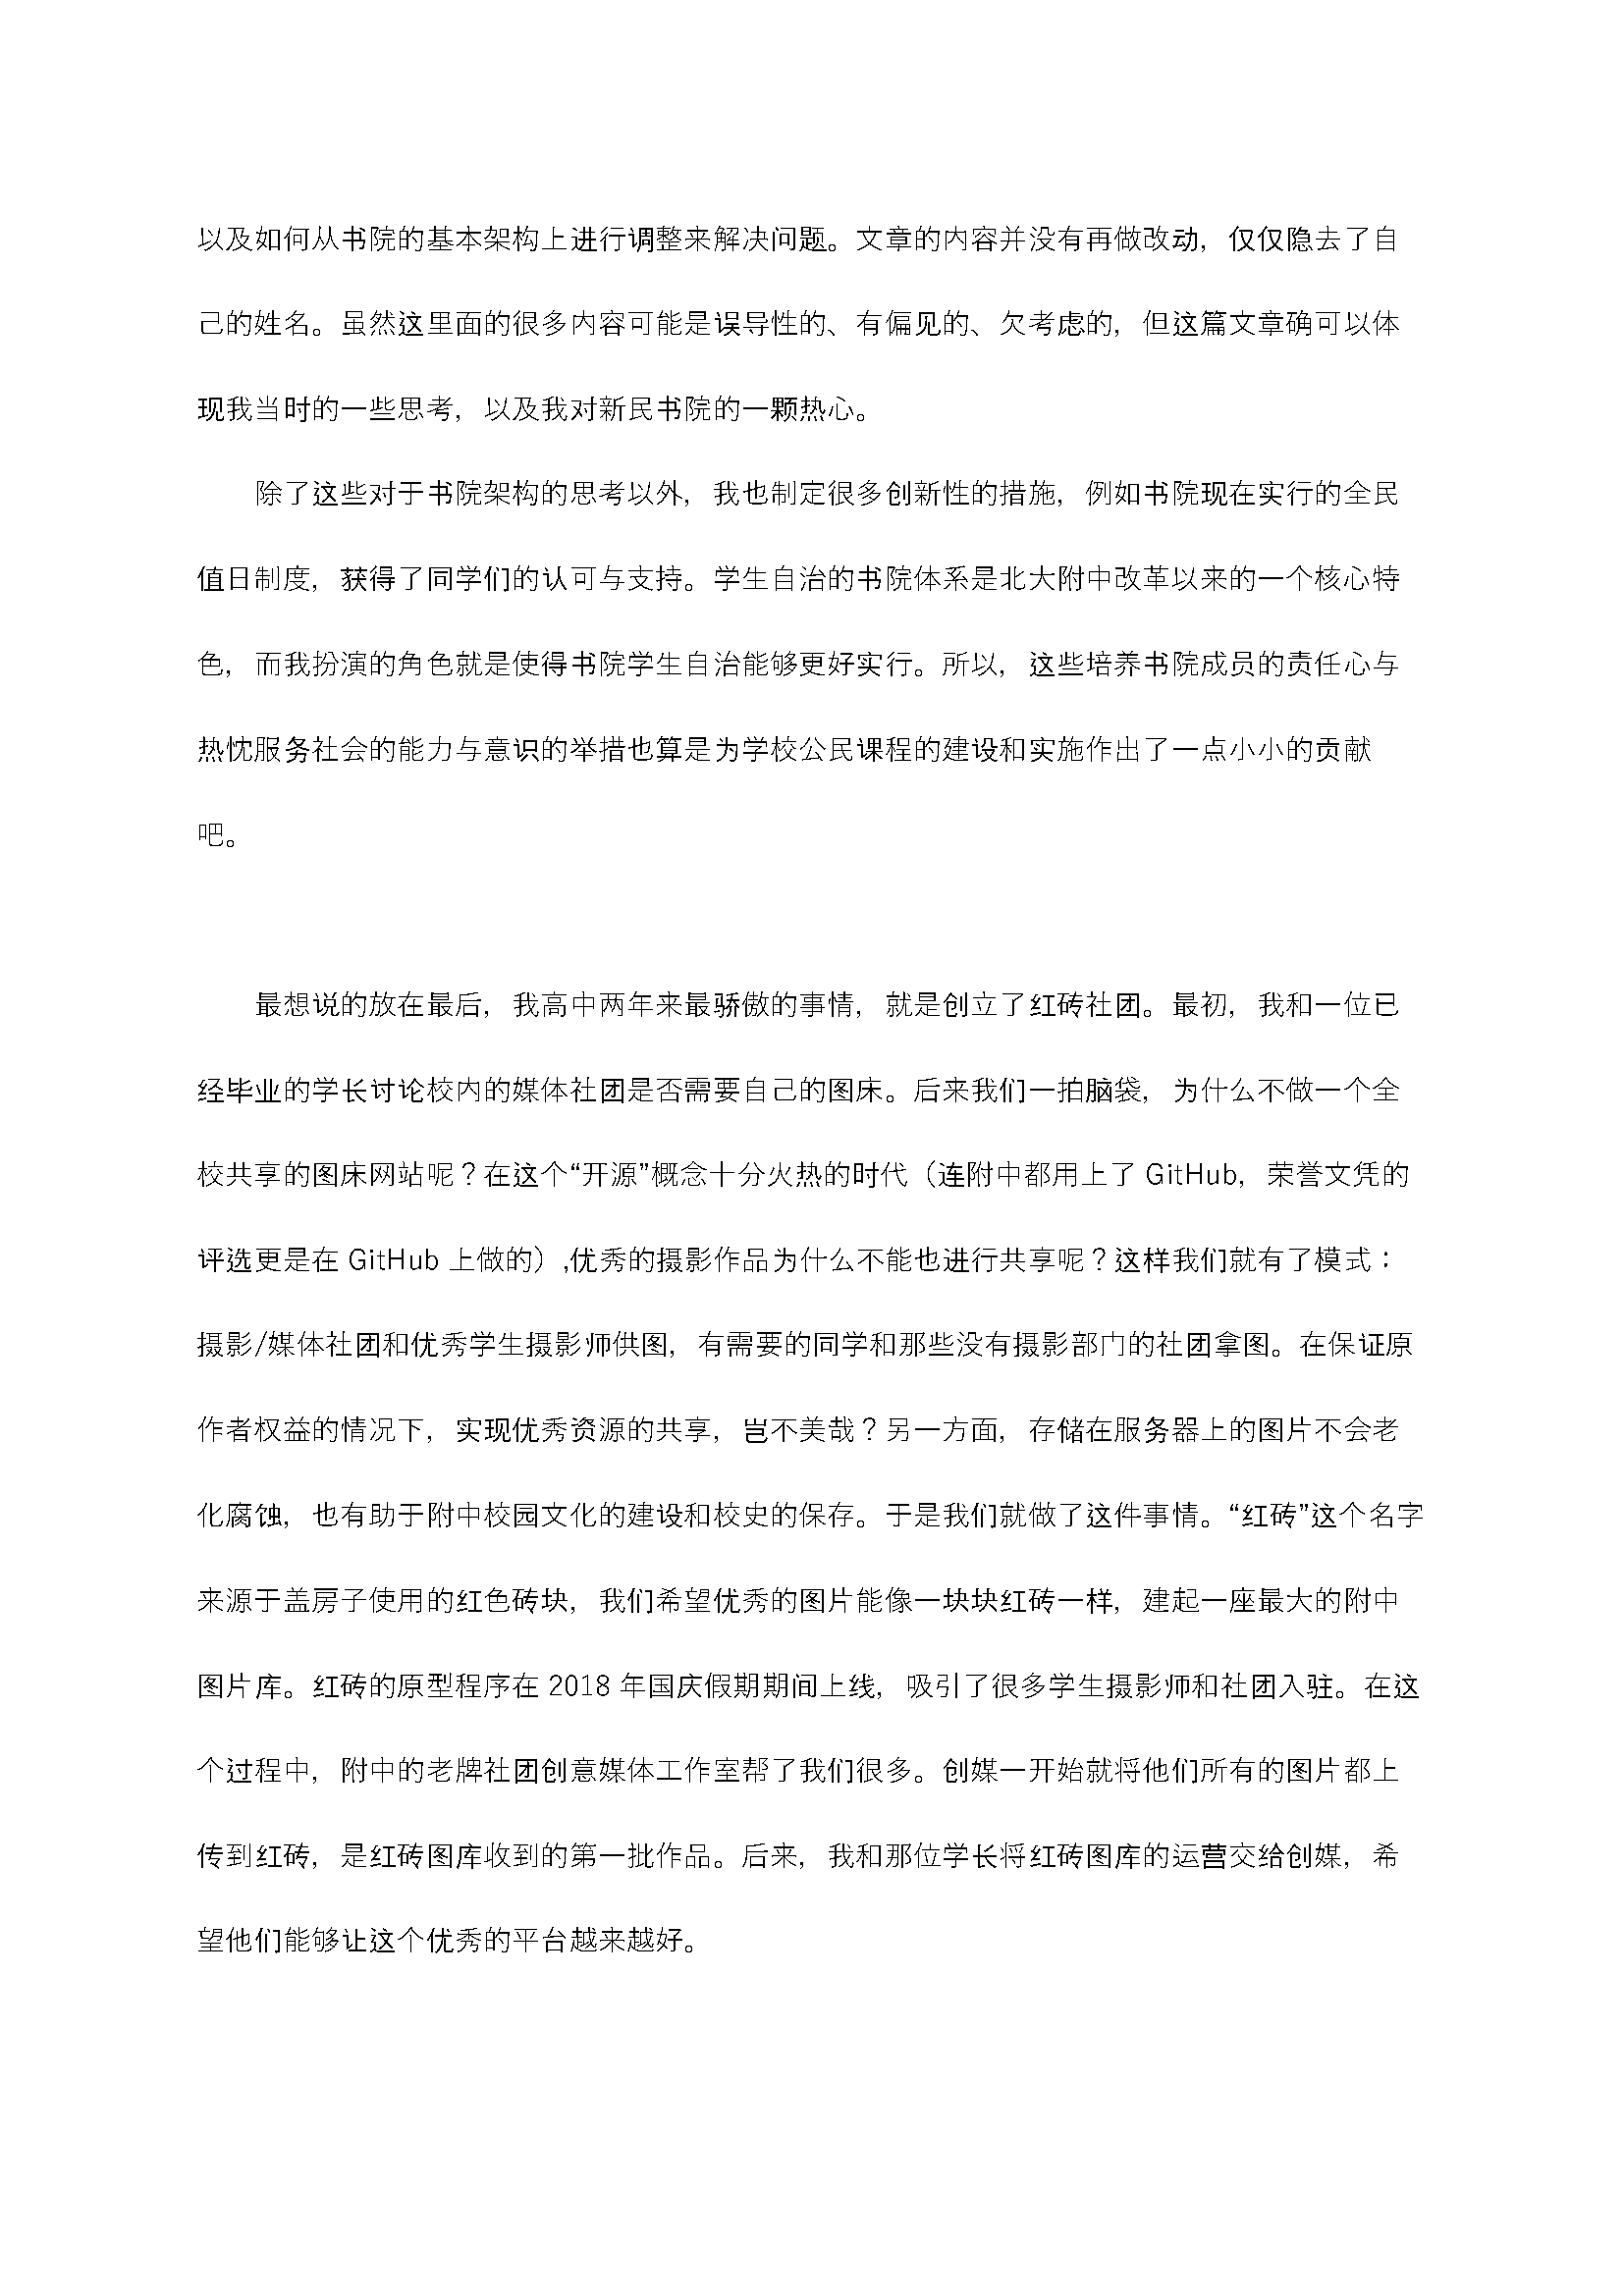 以及如何从书院的基本架构上进行调整来解决问题。文章的内容并没有再做改动，仅仅隐去了自
己的姓名。虽然这里面的很多内容可能是误导性的、有偏见的、欠考虑的，但这篇文章确可以体
现我当时的一些思考，以及我对新民书院的一颗热心。
除了这些对于书院架构的思考以外，我也制定很多创新性的措施，例如书院现在实行的全民
值日制度，获得了同学们的认可与支持。学生自治的书院体系是北大附中改革以来的一个核心特
色，而我扮演的角色就是使得书院学生自治能够更好实行。所以，这些培养书院成员的责任心与
热忱服务社会的能力与意识的举措也算是为学校公民课程的建设和实施作出了一点小小的贡献
吧。
最想说的放在最后，我高中两年来最骄傲的事情，就是创立了红砖社团。最初，我和一位已
经毕业的学长讨论校内的媒体社团是否需要自己的图床。后来我们一拍脑袋，为什么不做一个全
校共享的图床网站呢？在这个“开源”概念十分火热的时代（连附中都用上了 GitHub，荣誉文凭的
评选更是在 GitHub 上做的）,优秀的摄影作品为什么不能也进行共享呢？这样我们就有了模式：
摄影/媒体社团和优秀学生摄影师供图，有需要的同学和那些没有摄影部门的社团拿图。在保证原
作者权益的情况下，实现优秀资源的共享，岂不美哉？另一方面，存储在服务器上的图片不会老
化腐蚀，也有助于附中校园文化的建设和校史的保存。于是我们就做了这件事情。“红砖”这个名字
来源于盖房子使用的红色砖块，我们希望优秀的图片能像一块块红砖一样，建起一座最大的附中
图片库。红砖的原型程序在 2018 年国庆假期期间上线，吸引了很多学生摄影师和社团入驻。在这
个过程中，附中的老牌社团创意媒体工作室帮了我们很多。创媒一开始就将他们所有的图片都上
传到红砖，是红砖图库收到的第一批作品。后来，我和那位学长将红砖图库的运营交给创媒，希
望他们能够让这个优秀的平台越来越好。